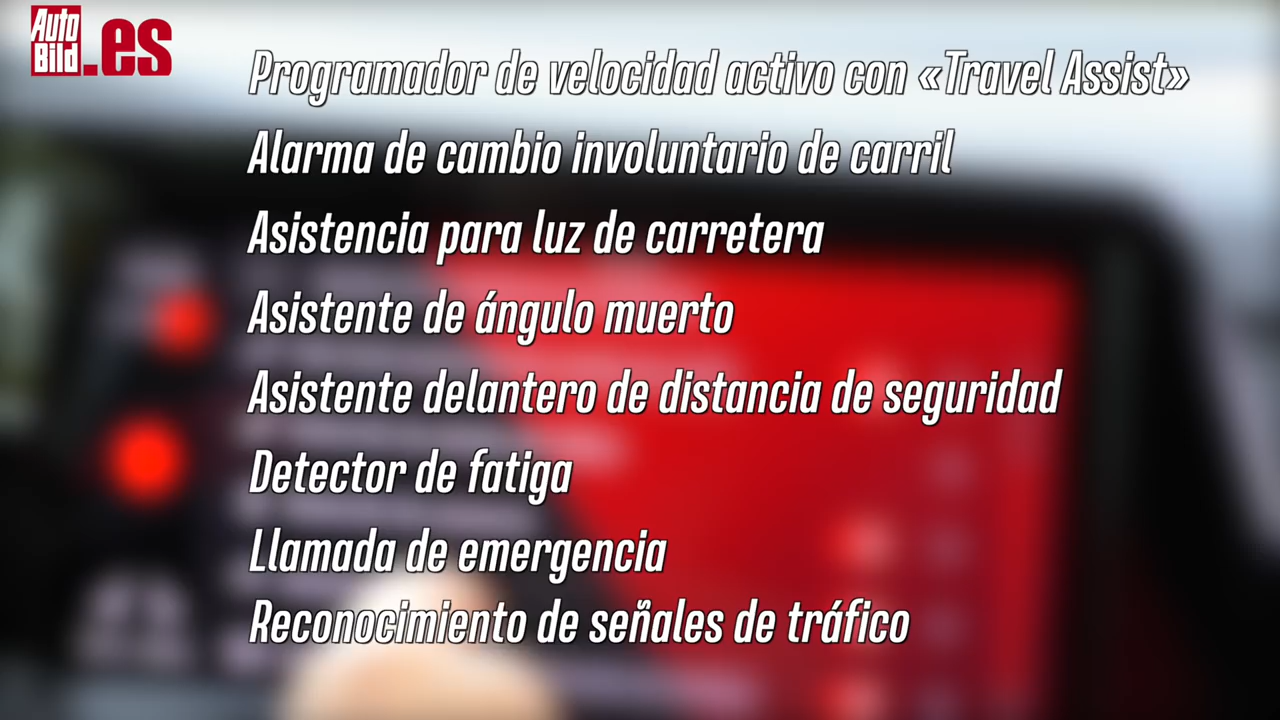 Auto
Bild
.es
Programador de velocidad activo con «Travel Assist»
Alarma de cambio involuntario de carril
Asistencia para luz de carretera
Asistente de ángulo muerto
Asistente delantero de distancia de seguridad
Detector de fatiga
Llamada de emergencia
Reconocimiento de señales de tráfico